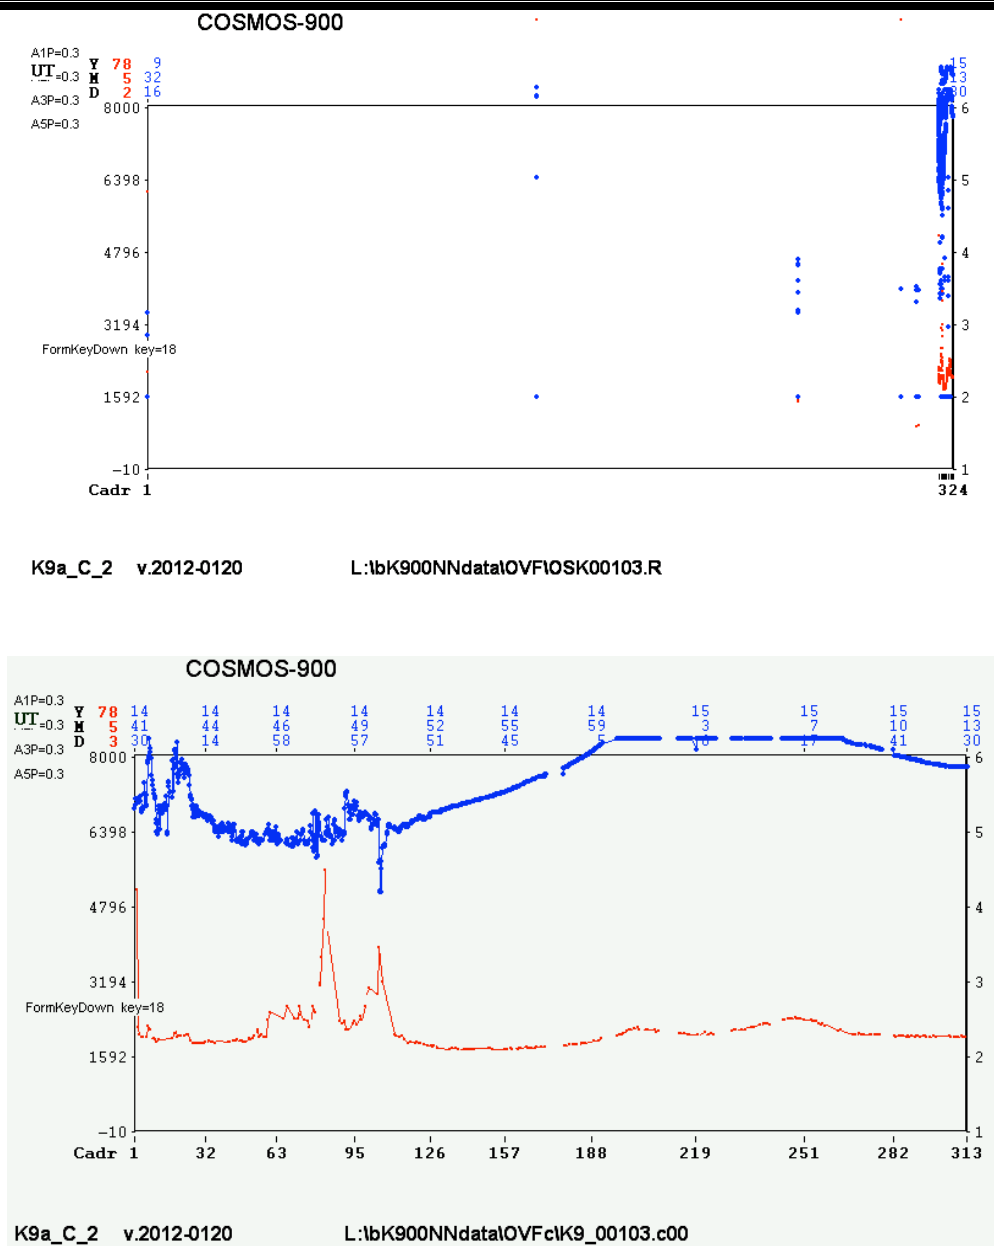 COSMOS-900
A1P=0.3
UT =0.3
A3P=0.3
A5P=0.3
Y 78 9 15
M 5 32 13
D 2 16 30
8000 6
6398 5
4796 4
3194 3
FormKeyDown key=18
1592 2
-10 1
Cadr 1 324
K9a_C_2 v.2012-0120 L:\bK900NNdata\OVF\OSK00103.R
COSMOS-900
A1P=0.3
UT =0.3
A3P=0.3
A5P=0.3
Y 78 14 14 14 14 14 14 14 15 15 15 15
M 5 41 44 46 49 52 55 59 3 7 10 13
D 3 30 14 58 57 51 45 5 17 41 30
8000 6
6398 5
4796 4
3194 3
FormKeyDown key=18
1592 2
-10 1
Cadr 1 32 63 95 126 157 188 219 251 282 313
K9a_C_2 v.2012-0120 L:\bK900NNdata\OVFc\K9_00103.c00